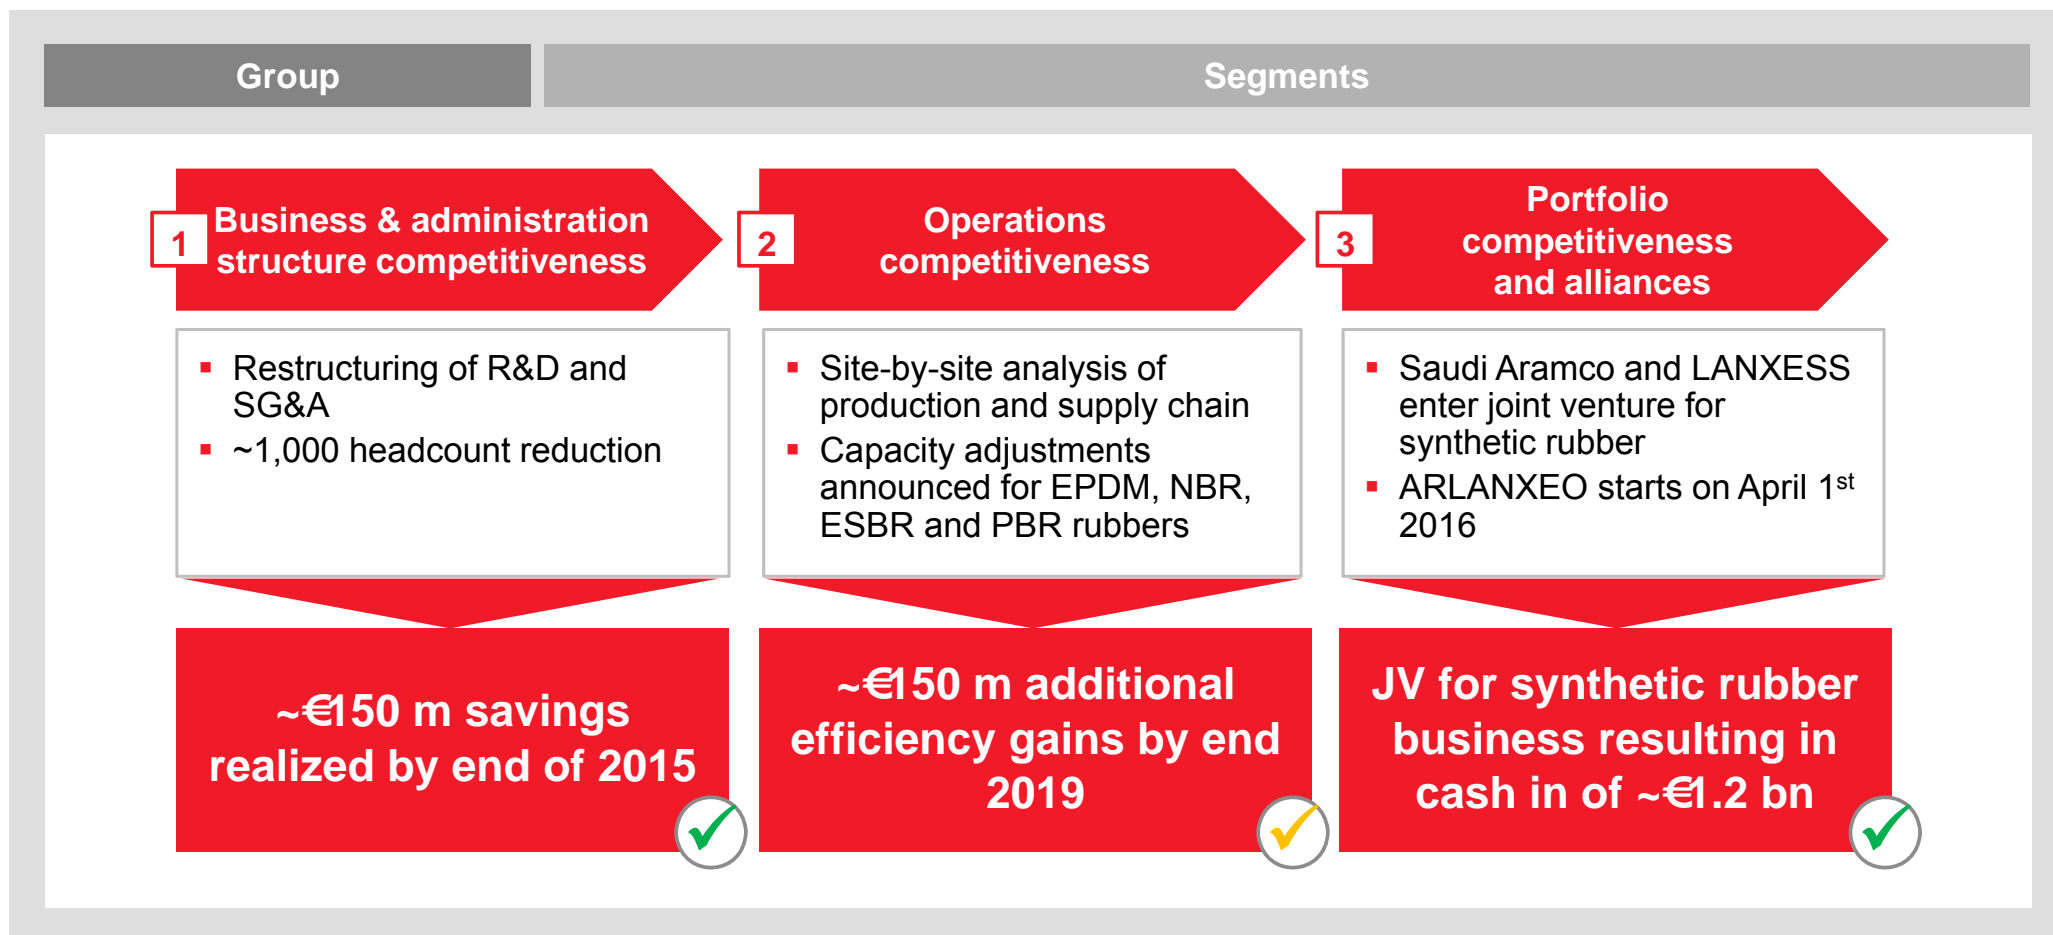 Group
Segments
1
Business & administration
structure competitiveness
2
Operations
competitiveness
3
Portfolio
competitiveness
and alliances
▪ Restructuring of R&D and
SG&A
▪ ~1,000 headcount reduction
▪ Site-by-site analysis of
production and supply chain
▪ Capacity adjustments
announced for EPDM, NBR,
ESBR and PBR rubbers
▪ Saudi Aramco and LANXESS
enter joint venture for
synthetic rubber
▪ ARLANXEO starts on April 1st
2016
~€150 m savings
realized by end of 2015
~€150 m additional
efficiency gains by end
2019
JV for synthetic rubber
business resulting in
cash in of ~€1.2 bn